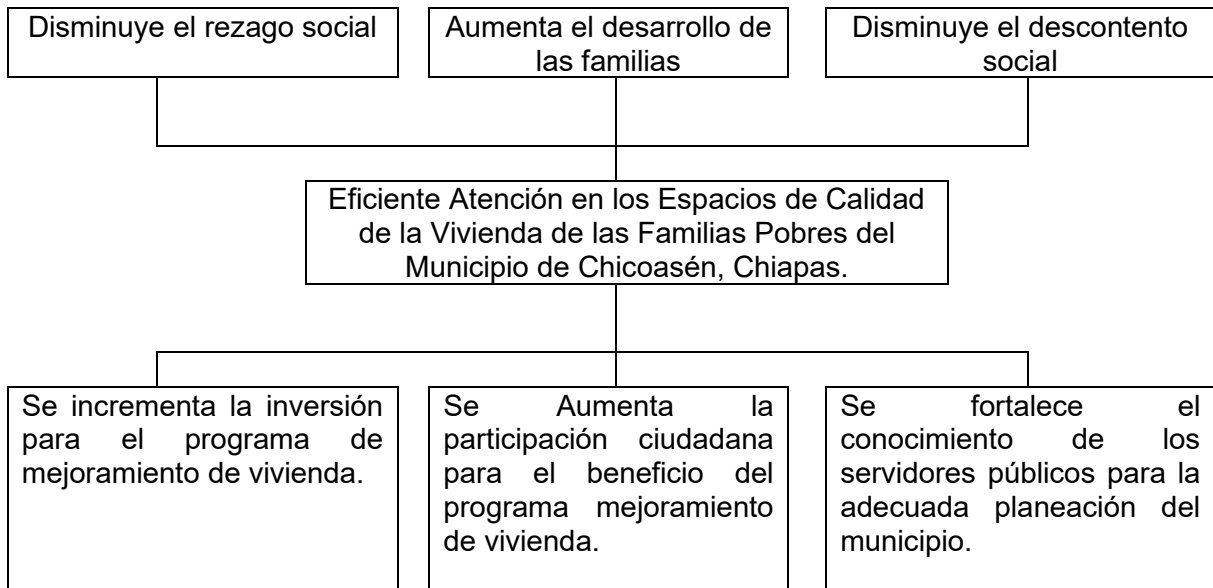 Disminuye el rezago social
Aumenta el desarrollo de
las familias
Disminuye el descontento
social
Eficiente Atención en los Espacios de Calidad
de la Vivienda de las Familias Pobres del
Municipio de Chicoasén, Chiapas.
Se incrementa la inversión
para el programa de
mejoramiento de vivienda.
Se Aumenta la
participación ciudadana
para el beneficio del
programa mejoramiento
de vivienda.
Se fortalece el
conocimiento de los
servidores públicos para la
adecuada planeación del
municipio.